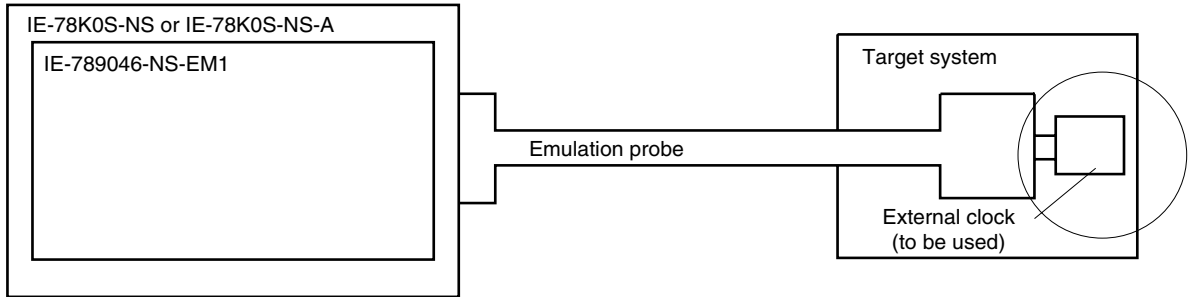 IE-78K0S-NS or IE-78K0S-NS-A
IE-789046-NS-EM1
Target system
Emulation probe
External clock
(to be used)